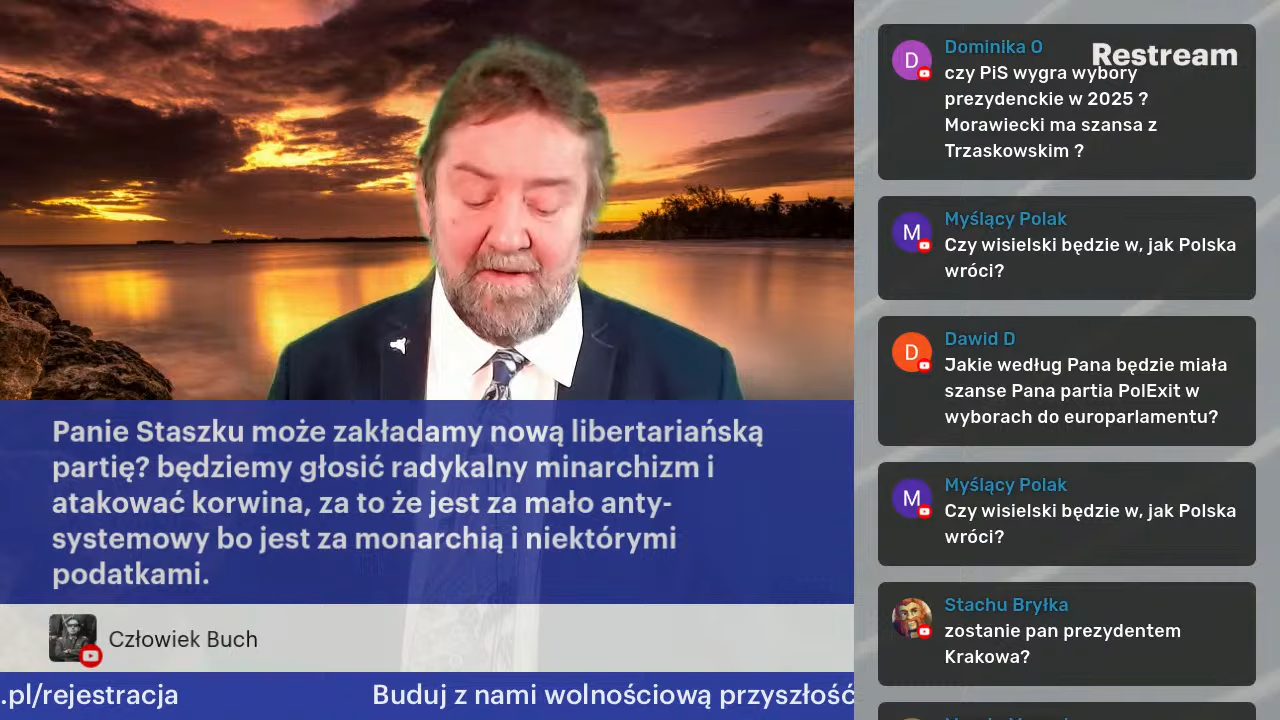 Panie Staszku może zakładamy nową libertariańską
partię? będziemy głosić radykalny minarchizm i
atakować korwina, za to że jest za mało anty-
systemowy bo jest za monarchią i niektórymi
podatkami.
Człowiek Buch
.pl/rejestracja
Buduj z nami wolnościową przyszłość
Restream
D
Dominika O
czy PiS wygra wybory
prezydenckie w 2025 ?
Morawiecki ma szansa z
Trzaskowskim ?
M
Myślący Polak
Czy wisielski będzie w, jak Polska
wróci?
D
Dawid D
Jakie według Pana będzie miała
szanse Pana partia PolExit w
wyborach do europarlamentu?
M
Myślący Polak
Czy wisielski będzie w, jak Polska
wróci?
Stachu Bryłka
zostanie pan prezydentem
Krakowa?